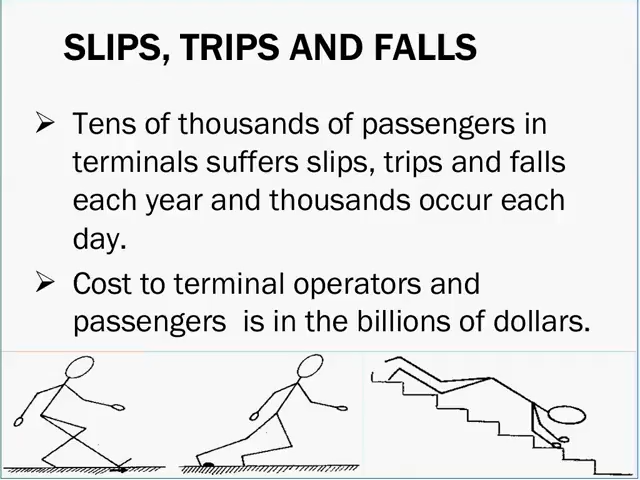 SLIPS, TRIPS AND FALLS
Tens of thousands of passengers in
terminals suffers slips, trips and falls
each year and thousands occur each
day.
Cost to terminal operators and
passengers  is in the billions of dollars.